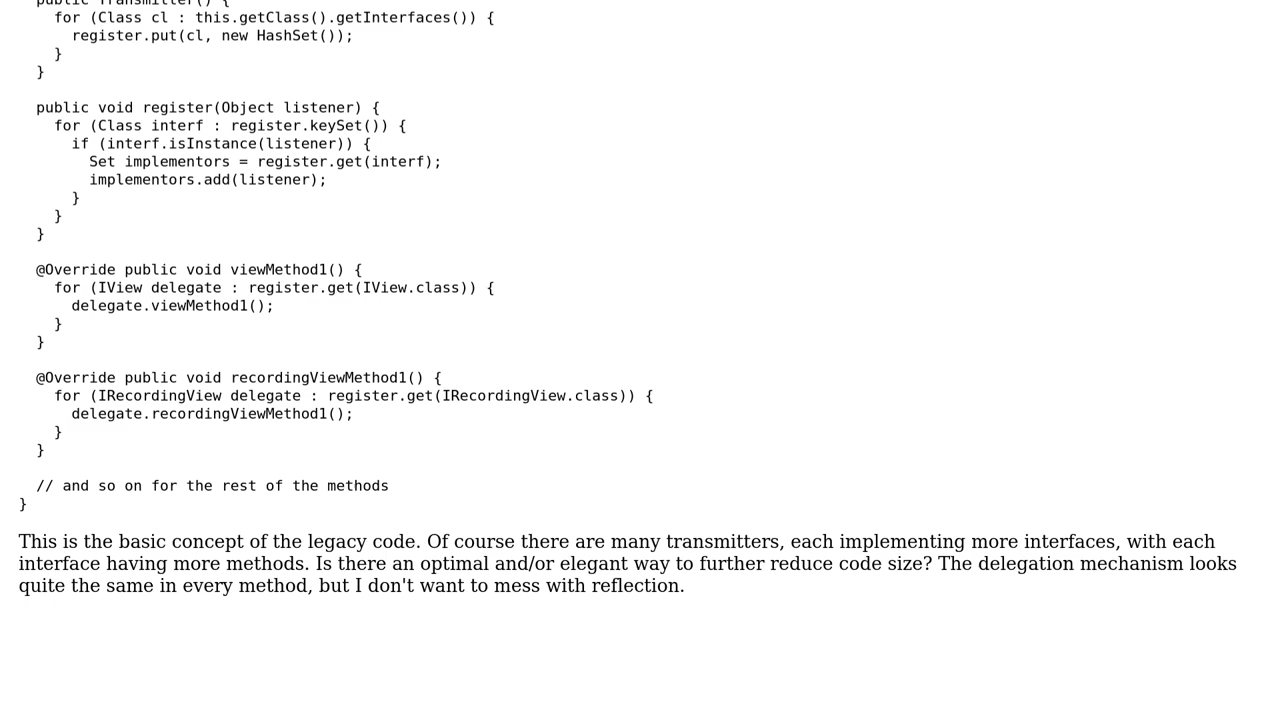 public Transmitter() {
for (Class cl : this.getClass().getInterfaces()) {
register.put(cl, new HashSet());
}
}
public void register(Object listener) {
for (Class interf : register.keySet()) {
if (interf.isInstance(listener)) {
Set implementors = register.get(interf);
implementors.add(listener);
}
}
}
@Override public void viewMethod1() {
for (IView delegate : register.get(IView.class)) {
delegate.viewMethod1();
}
}
@Override public void recordingViewMethod1() {
for (IRecordingView delegate : register.get(IRecordingView.class)) {
delegate.recordingViewMethod1();
}
}
// and so on for the rest of the methods
}
This is the basic concept of the legacy code. Of course there are many transmitters, each implementing more interfaces, with each
interface having more methods. Is there an optimal and/or elegant way to further reduce code size? The delegation mechanism looks
quite the same in every method, but I don't want to mess with reflection.